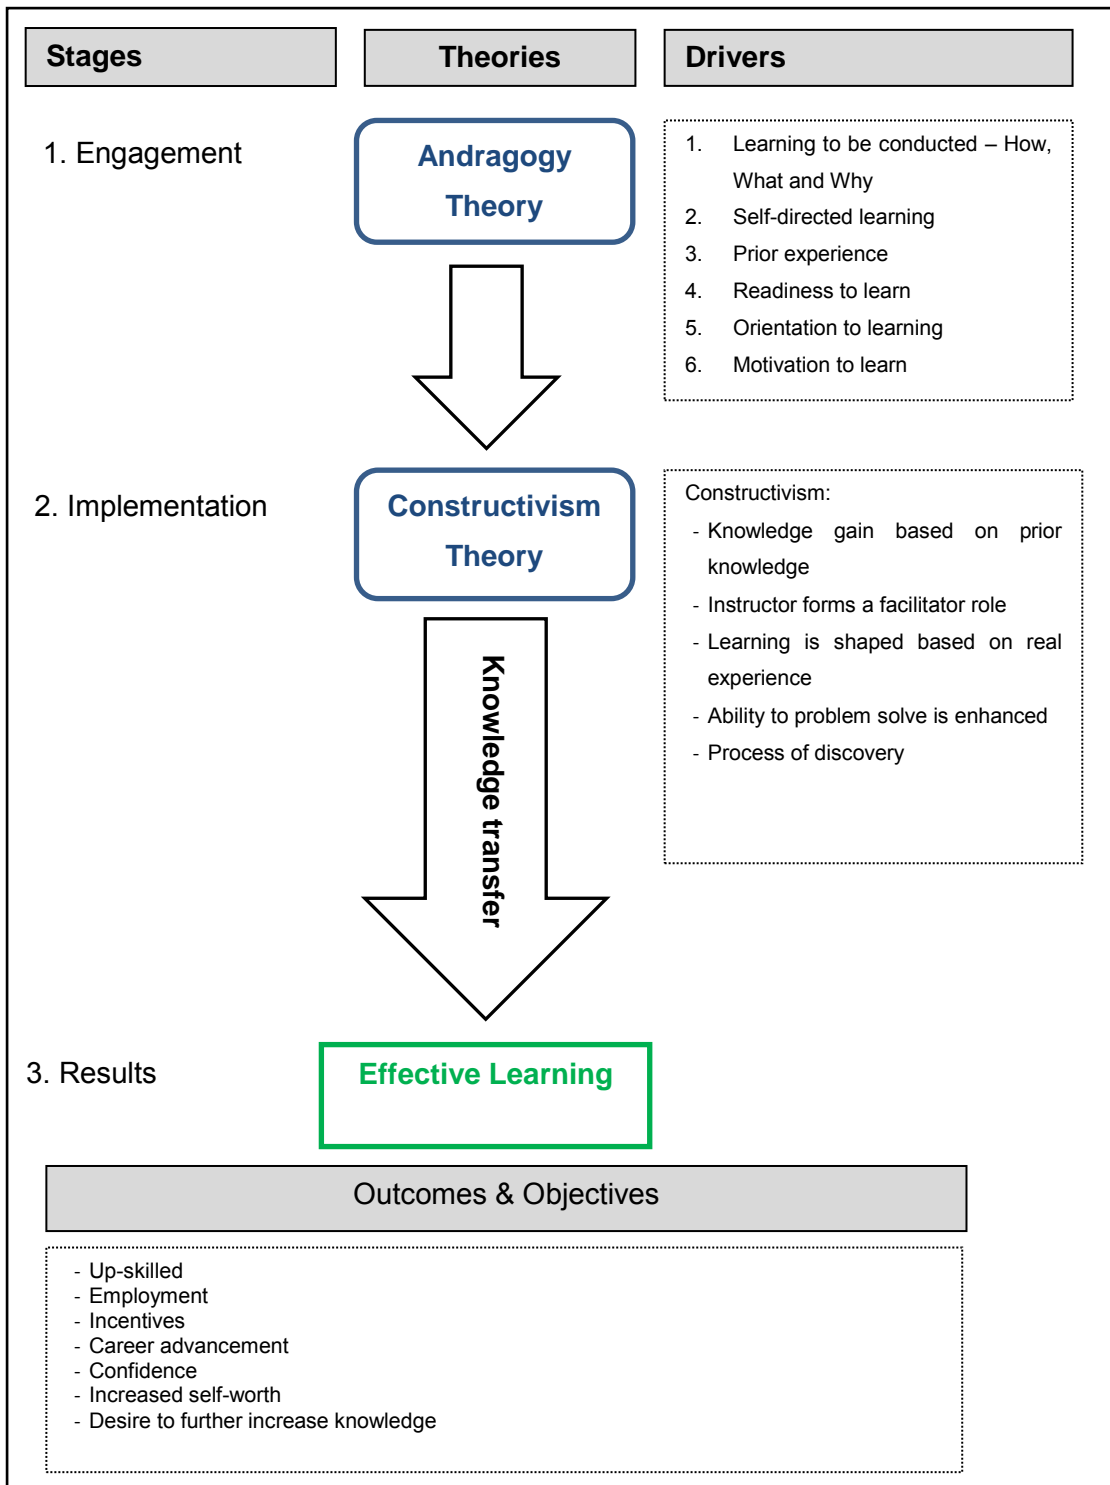 Stages
Theories
Drivers
1. Engagement
Andragogy
Theory
1. Learning to be conducted – How,
What and Why
2. Self-directed learning
3. Prior experience
4. Readiness to learn
5. Orientation to learning
6. Motivation to learn
2. Implementation
Constructivism
Theory
Constructivism:
- Knowledge gain based on prior
knowledge
- Instructor forms a facilitator role
- Learning is shaped based on real
experience
- Ability to problem solve is enhanced
- Process of discovery
Knowledge transfer
3. Results
Effective Learning
Outcomes & Objectives
- Up-skilled
- Employment
- Incentives
- Career advancement
- Confidence
- Increased self-worth
- Desire to further increase knowledge